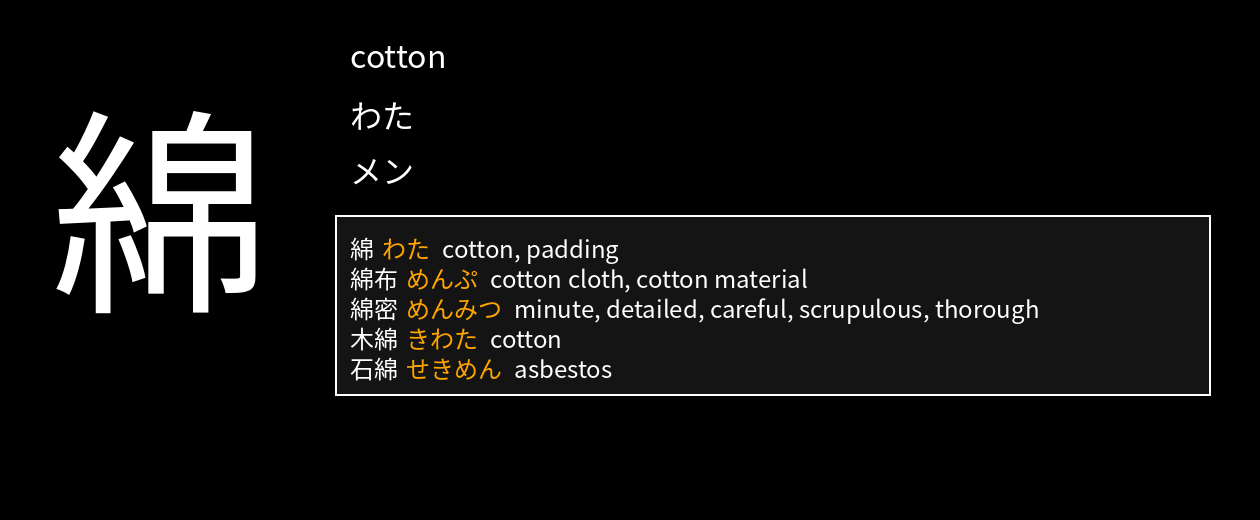 綿
cotton
わた
メン
綿 わた cotton, padding
綿布 めんぷ cotton cloth, cotton material
綿密 めんみつ minute, detailed, careful, scrupulous, thorough
木綿 きわた cotton
石綿 せきめん asbestos